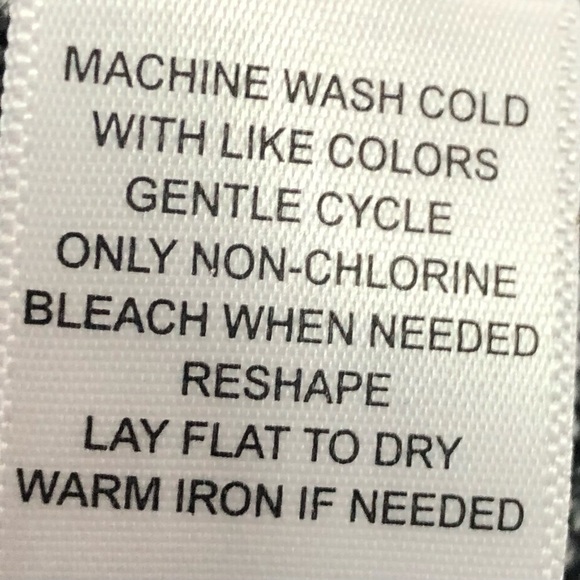 MACHINE WASH COLD
WITH LIKE COLORS
GENTLE CYCLE
ONLY NON-CHLORINE
BLEACH WHEN NEEDED
RESHAPE
LAY FLAT TO DRY
WARM IRON IF NEEDED